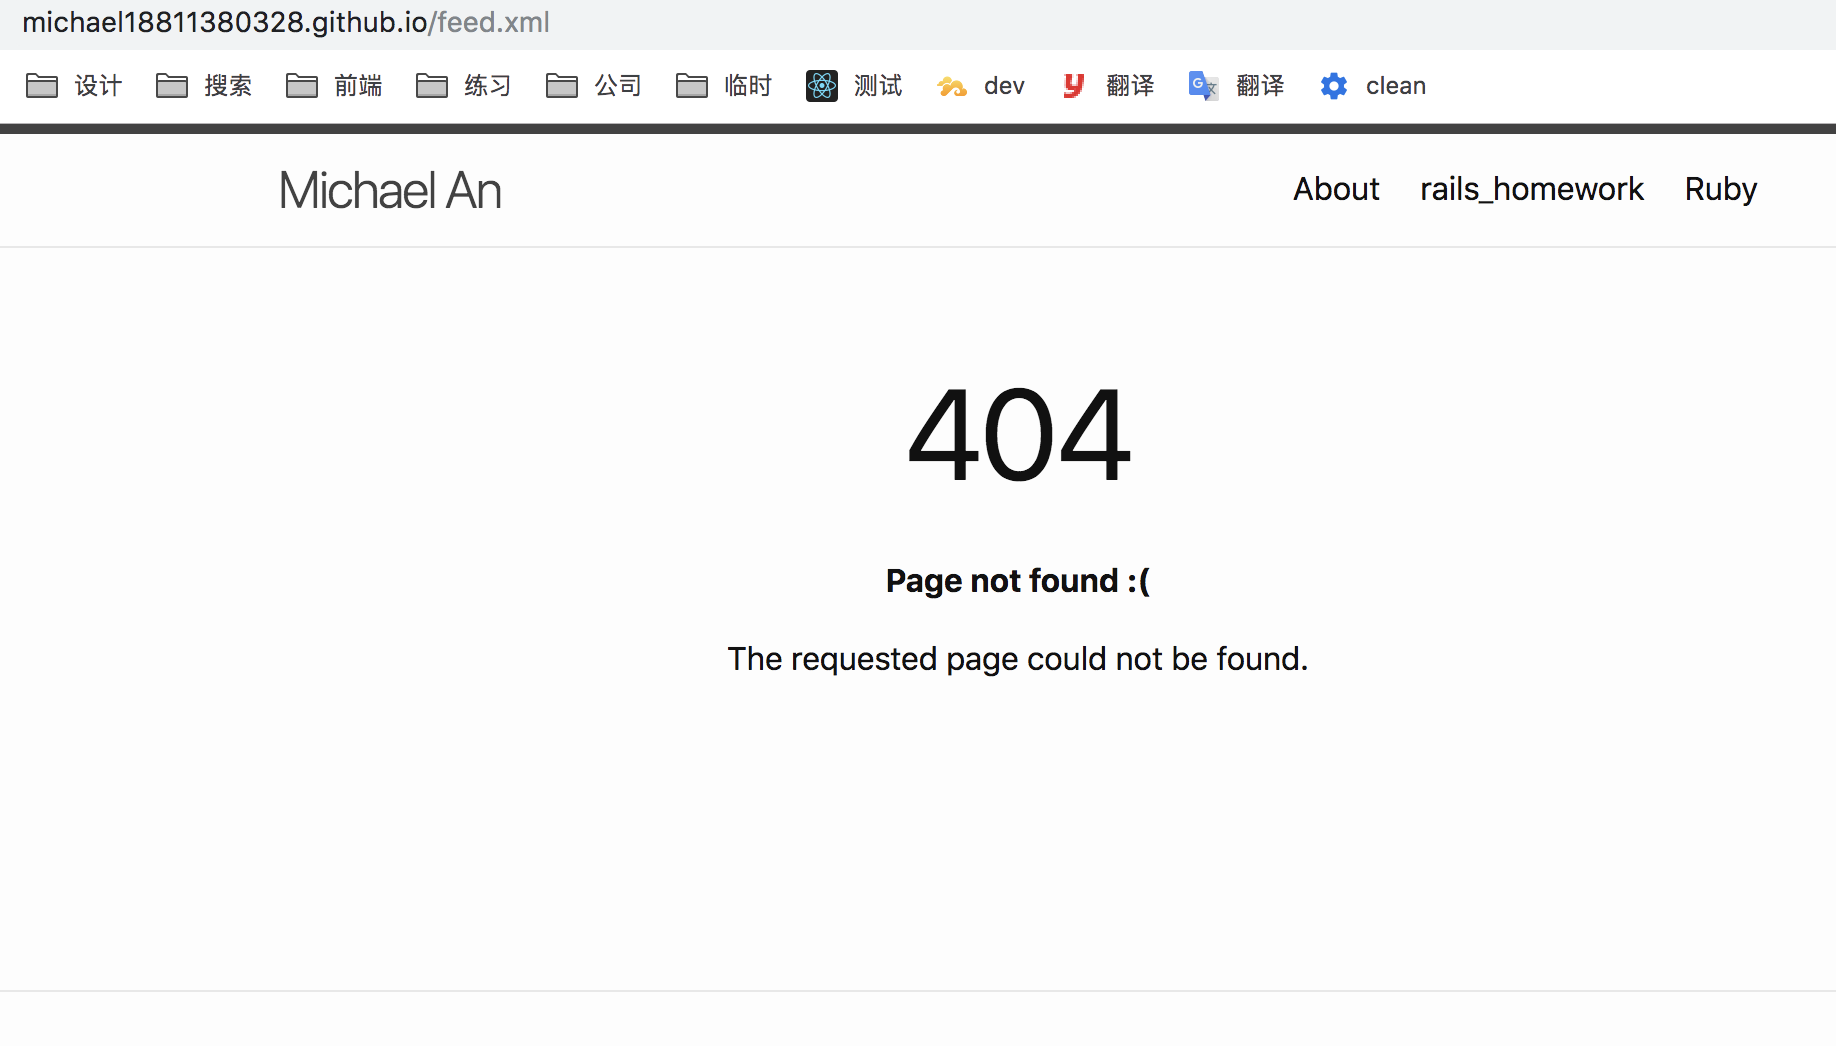 michael18811380328.github.io/feed.xml
设计 搜索 前端 练习 公司 临时 测试 dev 翻译 翻译 clean
Michael An About rails_homework Ruby
404
Page not found :(
The requested page could not be found.